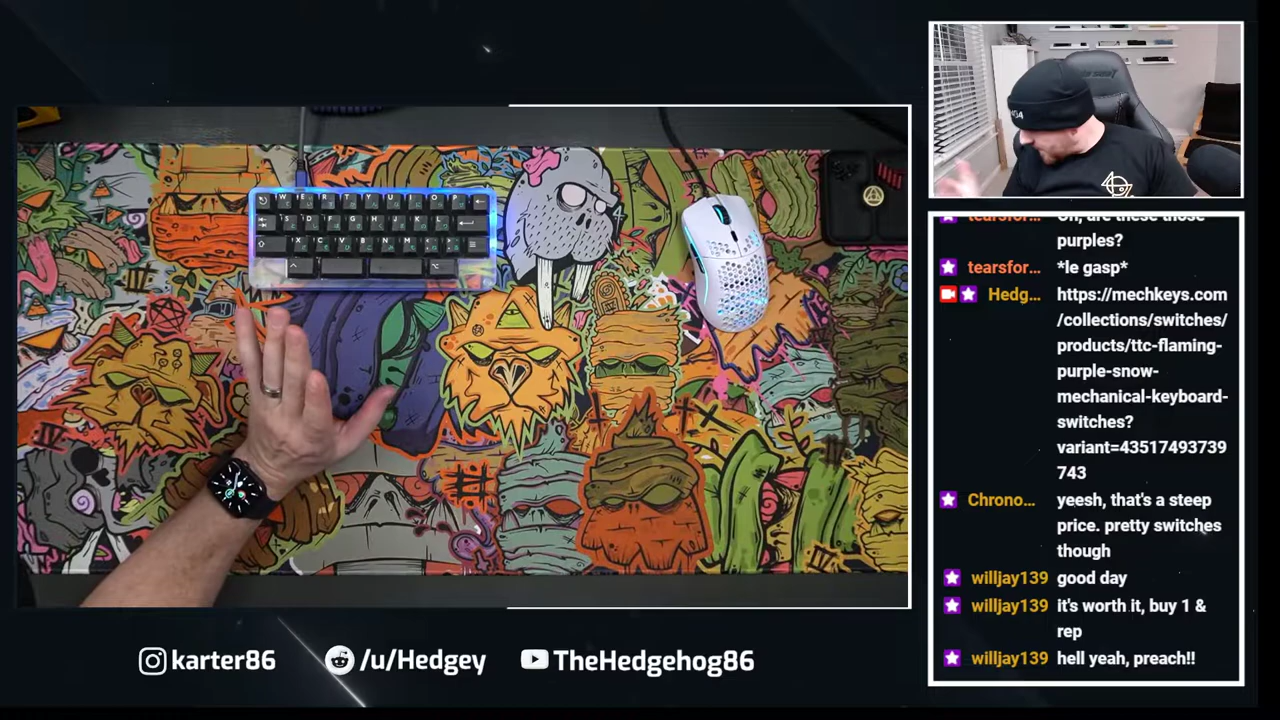 tearsfor... Oh, are these those
purples?
tearsfor... *le gasp*
Hedg... https://mechkeys.com
/collections/switches/
products/ttc-flaming-
purple-snow-
mechanical-keyboard-
switches?
variant=43517493739
743
Chrono... yeesh, that's a steep
price. pretty switches
though
willjay139 good day
willjay139 it's worth it, buy 1 &
rep
willjay139 hell yeah, preach!!
karter86
/u/Hedgey
TheHedgehog86